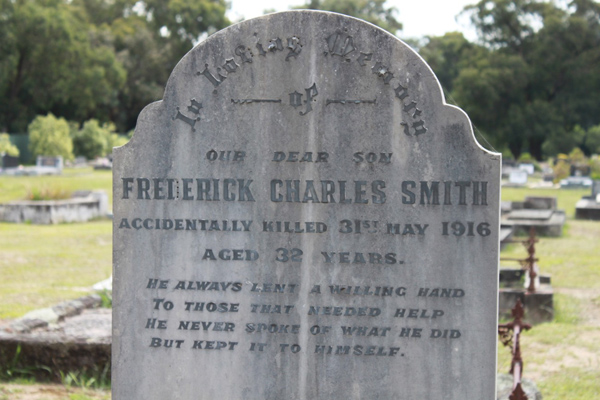 In Loving Memory
of
OUR DEAR SON
FREDERICK CHARLES SMITH
ACCIDENTALLY KILLED 31ST MAY 1916
AGED 32 YEARS.
HE ALWAYS LENT A WILLING HAND
TO THOSE THAT NEEDED HELP
HE NEVER SPOKE OF WHAT HE DID
BUT KEPT IT TO HIMSELF.